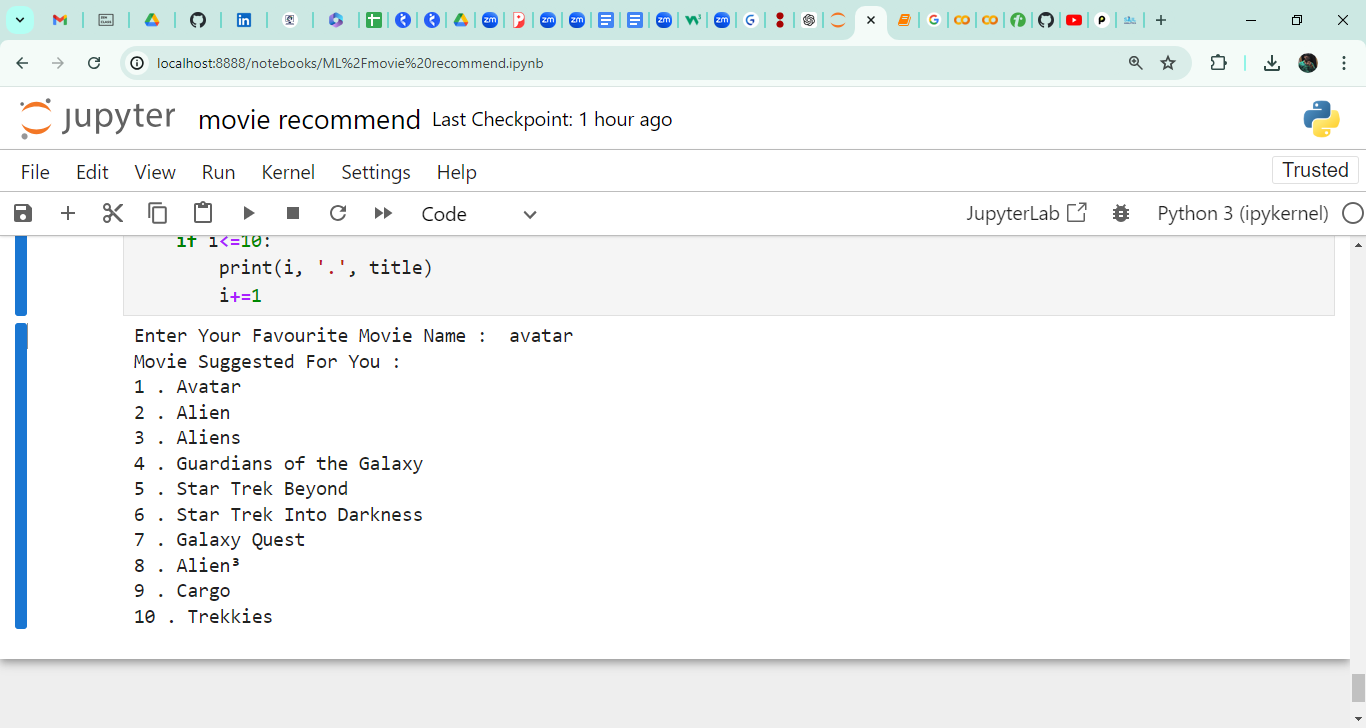 localhost:8888/notebooks/ML%2Fmovie%20recommend.ipynb
jupyter movie recommend Last Checkpoint: 1 hour ago
File Edit View Run Kernel Settings Help Trusted
Code JupyterLab Python 3 (ipykernel)
if i<=10:
print(i, '.', title)
i+=1
Enter Your Favourite Movie Name :  avatar
Movie Suggested For You :
1 . Avatar
2 . Alien
3 . Aliens
4 . Guardians of the Galaxy
5 . Star Trek Beyond
6 . Star Trek Into Darkness
7 . Galaxy Quest
8 . Alien³
9 . Cargo
10 . Trekkies